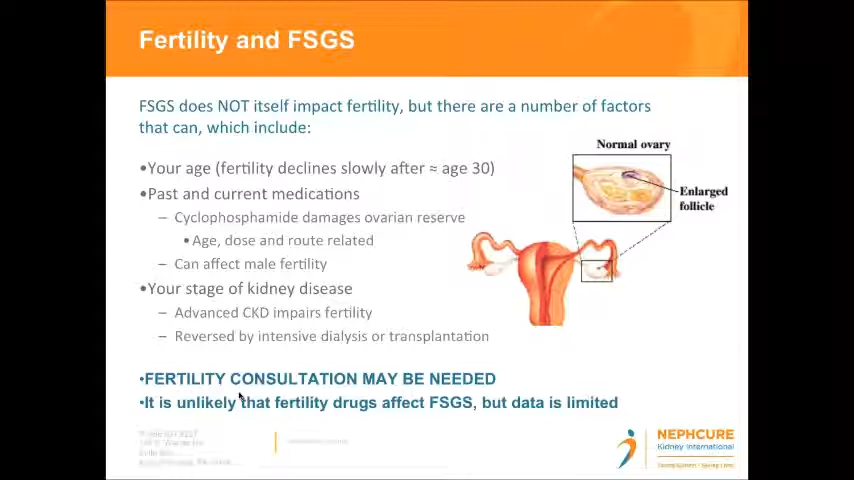 Fertility and FSGS
FSGS does NOT itself impact fertility, but there are a number of factors
that can, which include:
•Your age (fertility declines slowly after ≈ age 30)
•Past and current medications
– Cyclophosphamide damages ovarian reserve
•Age, dose and route related
– Can affect male fertility
•Your stage of kidney disease
– Advanced CKD impairs fertility
– Reversed by intensive dialysis or transplantation
Normal ovary
Enlarged
follicle
•FERTILITY CONSULTATION MAY BE NEEDED
•It is unlikely that fertility drugs affect FSGS, but data is limited
NEPHCURE
Kidney International